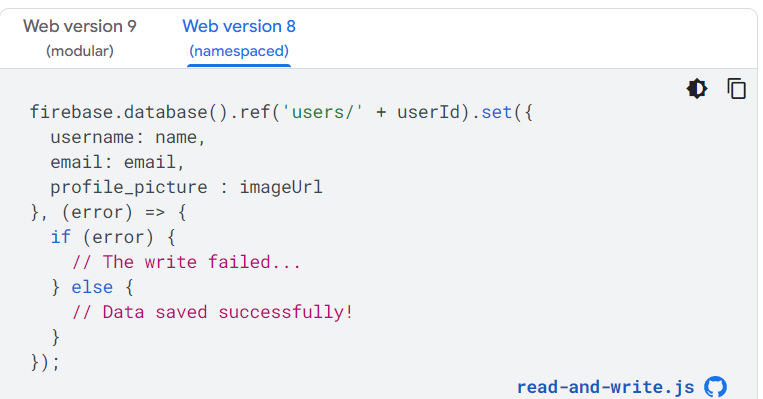 Web version 9
(modular)
Web version 8
(namespaced)
firebase.database().ref('users/' + userId).set({
  username: name,
  email: email,
  profile_picture : imageUrl
}, (error) => {
  if (error) {
    // The write failed...
  } else {
    // Data saved successfully!
  }
});
read-and-write.js